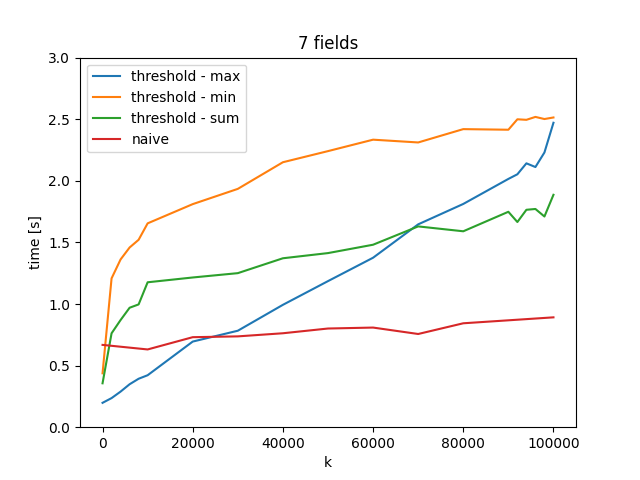 7 fields
threshold - max
threshold - min
threshold - sum
naive
time [s]
3.0
2.5
2.0
1.5
1.0
0.5
0.0
0 20000 40000 60000 80000 100000
k